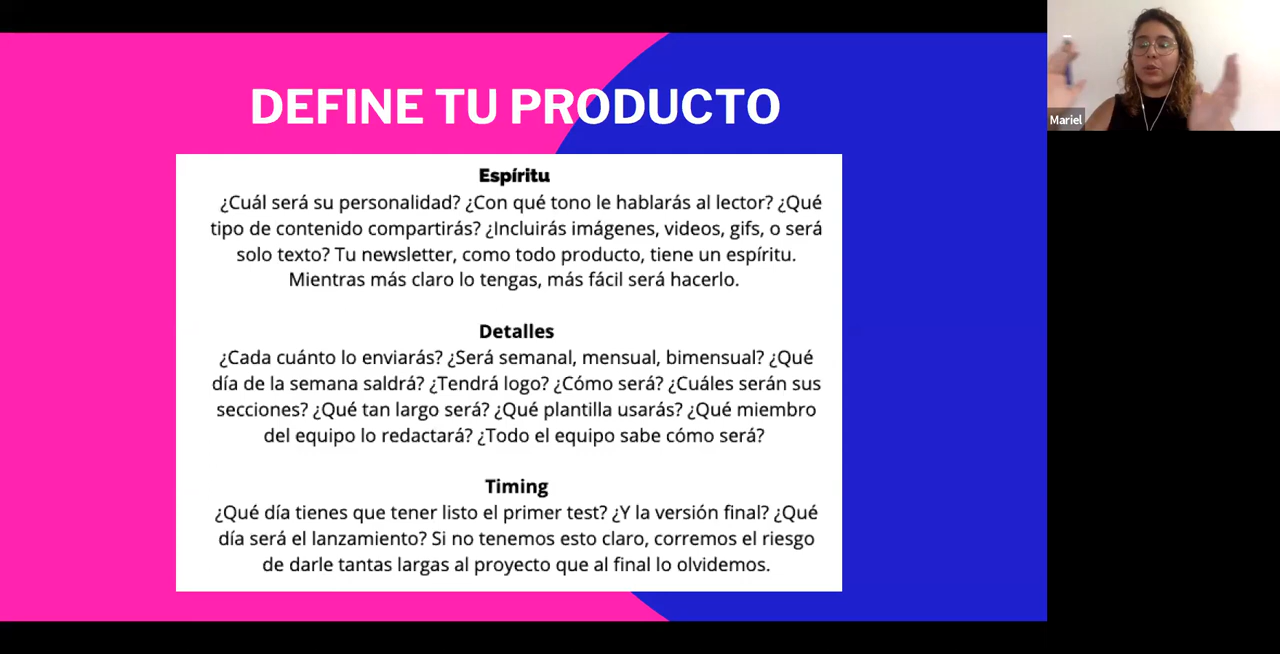 DEFINE TU PRODUCTO
Mariel
Espíritu
¿Cuál será su personalidad? ¿Con qué tono le hablarás al lector? ¿Qué
tipo de contenido compartirás? ¿Incluirás imágenes, videos, gifs, o será
solo texto? Tu newsletter, como todo producto, tiene un espíritu.
Mientras más claro lo tengas, más fácil será hacerlo.
Detalles
¿Cada cuánto lo enviarás? ¿Será semanal, mensual, bimensual? ¿Qué
día de la semana saldrá? ¿Tendrá logo? ¿Cómo será? ¿Cuáles serán sus
secciones? ¿Qué tan largo será? ¿Qué plantilla usarás? ¿Qué miembro
del equipo lo redactará? ¿Todo el equipo sabe cómo será?
Timing
¿Qué día tienes que tener listo el primer test? ¿Y la versión final? ¿Qué
día será el lanzamiento? Si no tenemos esto claro, corremos el riesgo
de darle tantas largas al proyecto que al final lo olvidemos.